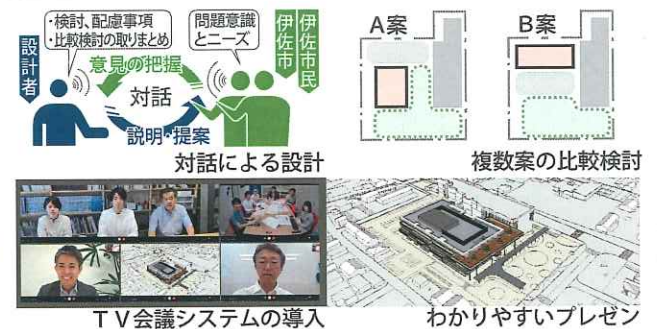 ・検討、配慮事項
・比較検討の取りまとめ
問題意識
とニーズ
設計者
伊佐市
伊佐市民
意見の把握
対話
説明・提案
対話による設計
A案
B案
複数案の比較検討
TV会議システムの導入
わかりやすいプレゼン